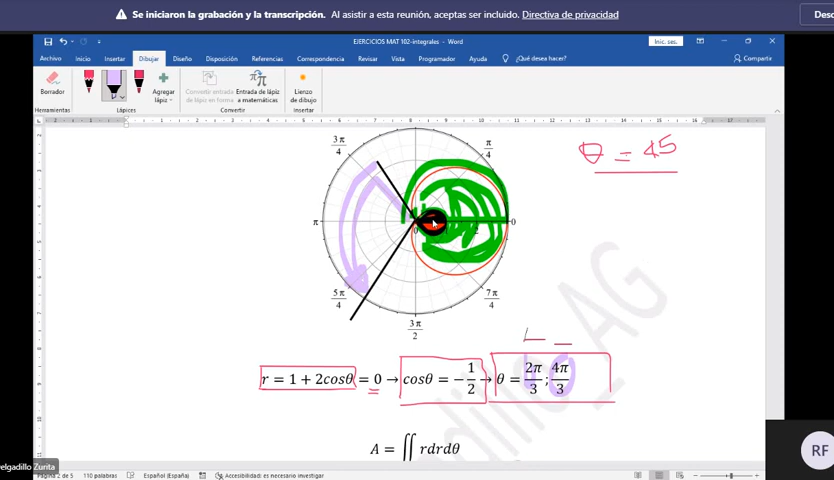 Se iniciaron la grabación y la transcripción. Al asistir a esta reunión, aceptas ser incluido. Directiva de privacidad
EJERCICIOS MAT 102-integrales - Word
Inic. ses.
Archivo Inicio Insertar Dibujar Diseño Disposición Referencias Correspondencia Revisar Vista Programador Ayuda ¿Qué desea hacer? Compartir
Borrador
Agregar lápiz
Convertir entrada de lápiz en forma
Entrada de lápiz a matemáticas
Lienzo de dibujo
Herramientas Lápices Convertir Insertar
θ = 45
3π/4
π/4
π
0
2
0
5π/4
7π/4
3π/2
r = 1 + 2cosθ = 0 → cosθ = −1/2 → θ = 2π/3 ; 4π/3
A = ∬ rdrdθ
RF
elgadillo Zurita
Página 2 de 5 110 palabras Español (España) Accesibilidad: es necesario investigar